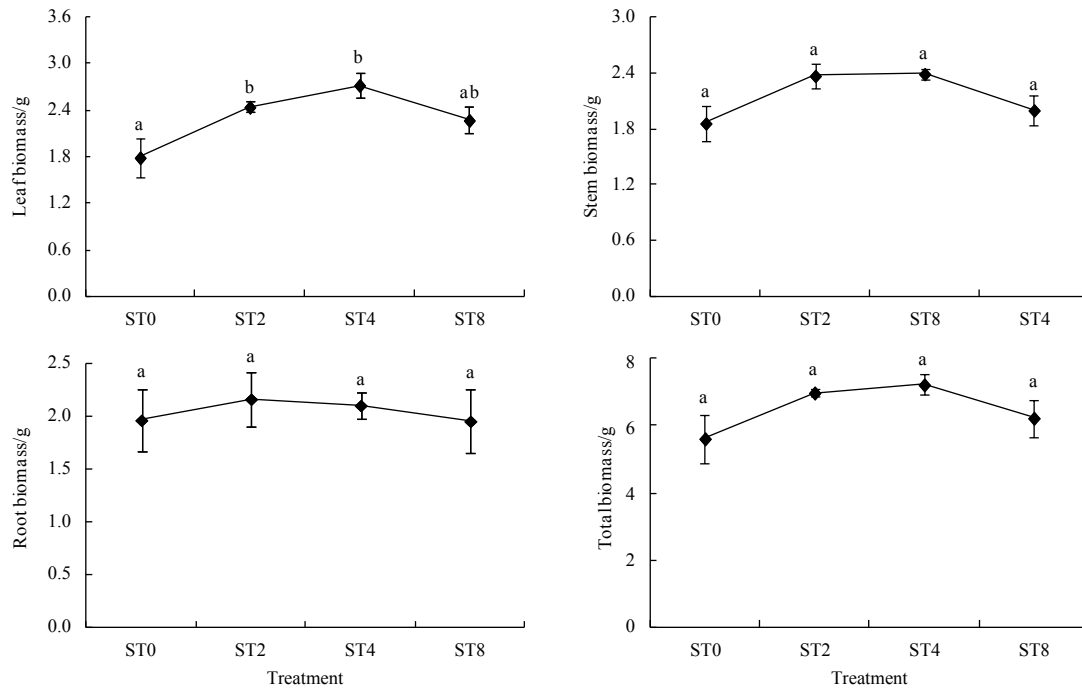 Leaf biomass/g
3.6
3.0
2.4
1.8
1.2
0.6
0.0
a
b
b
ab
ST0 ST2 ST4 ST8
Stem biomass/g
3.0
2.4
1.8
1.2
0.6
0.0
a
a
a
a
ST0 ST2 ST8 ST4
Root biomass/g
2.5
2.0
1.5
1.0
0.5
0.0
a
a
a
a
ST0 ST2 ST4 ST8
Treatment
Total biomass/g
8
6
4
2
0
a
a
a
a
ST0 ST2 ST4 ST8
Treatment